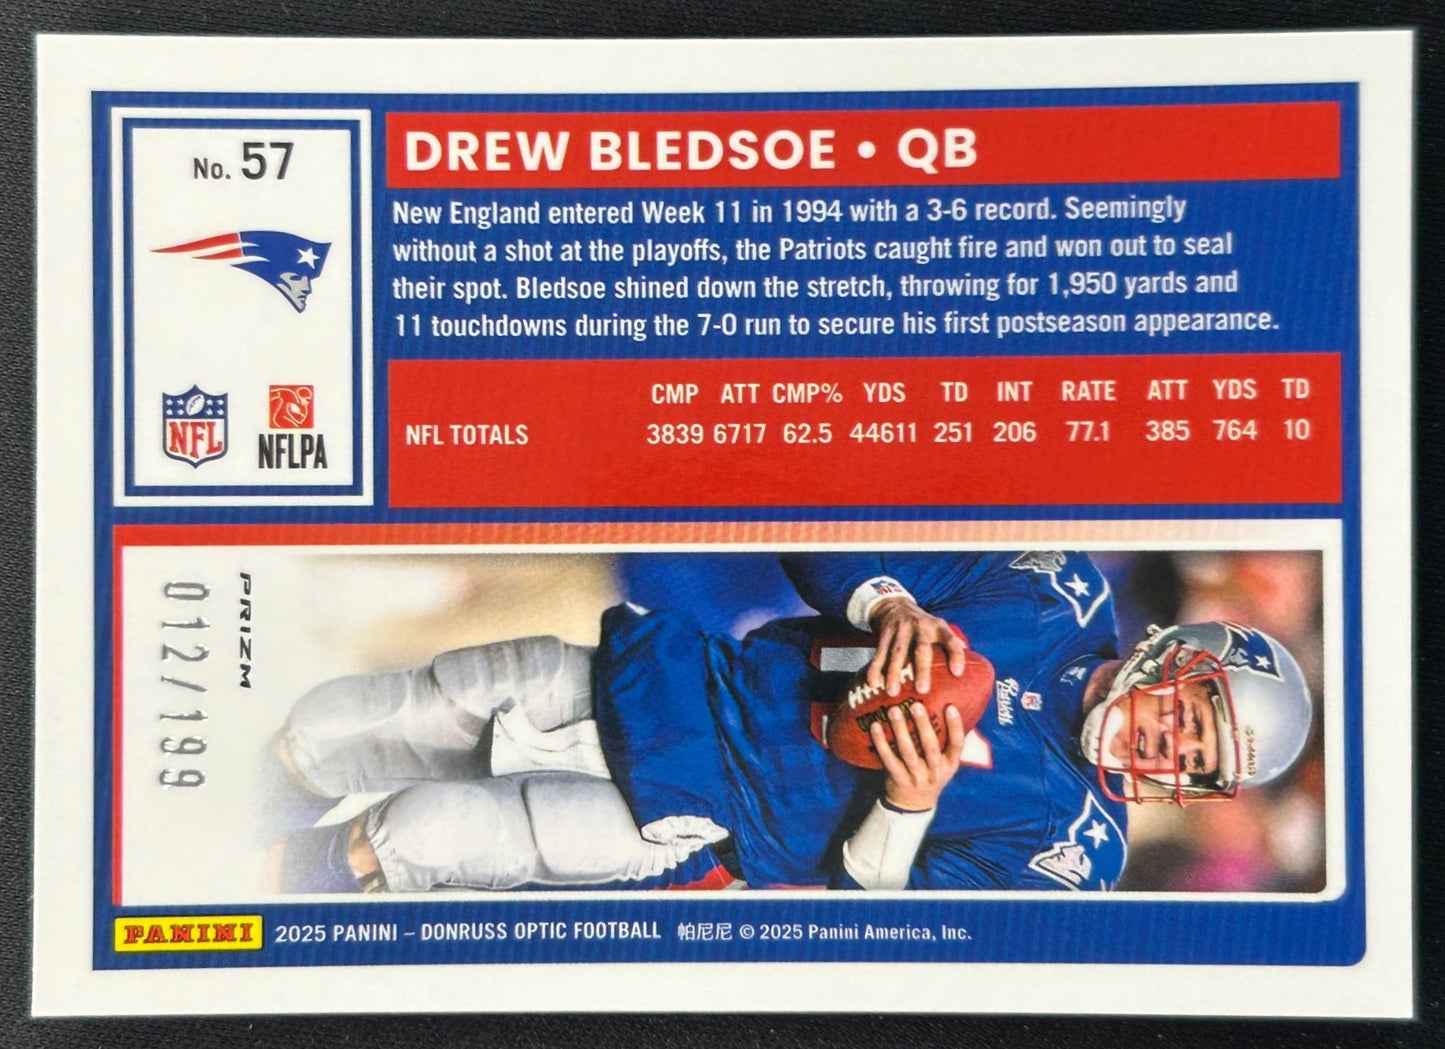 No. 57
NFL
NFLPA
DREW BLEDSOE • QB
New England entered Week 11 in 1994 with a 3-6 record. Seemingly
without a shot at the playoffs, the Patriots caught fire and won out to seal
their spot. Bledsoe shined down the stretch, throwing for 1,950 yards and
11 touchdowns during the 7-0 run to secure his first postseason appearance.
CMP ATT CMP% YDS TD INT RATE ATT YDS TD
NFL TOTALS 3839 6717 62.5 44611 251 206 77.1 385 764 10
PRIZM
012/199
PANINI 2025 PANINI – DONRUSS OPTIC FOOTBALL 帕尼尼 © 2025 Panini America, Inc.